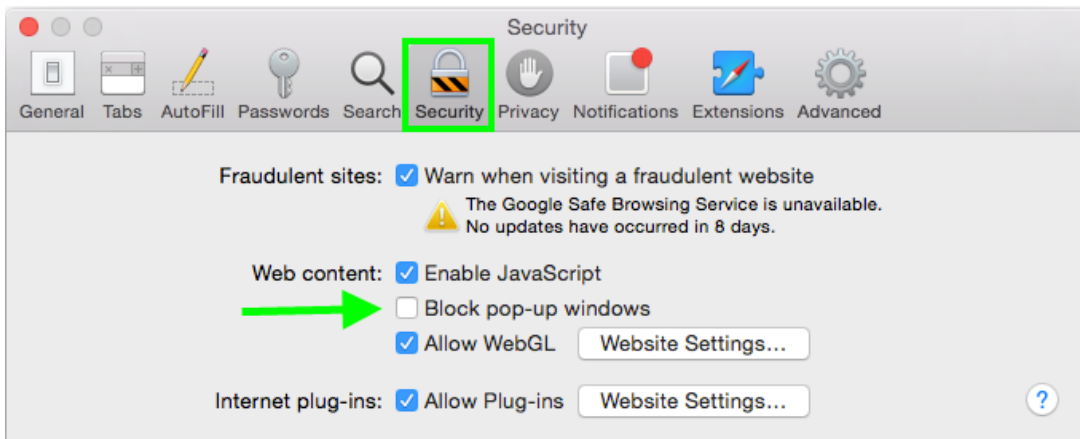 Security
General Tabs AutoFill Passwords Search Security Privacy Notifications Extensions Advanced
Fraudulent sites: Warn when visiting a fraudulent website
The Google Safe Browsing Service is unavailable.
No updates have occurred in 8 days.
Web content: Enable JavaScript
Block pop-up windows
Allow WebGL Website Settings...
Internet plug-ins: Allow Plug-ins Website Settings... ?